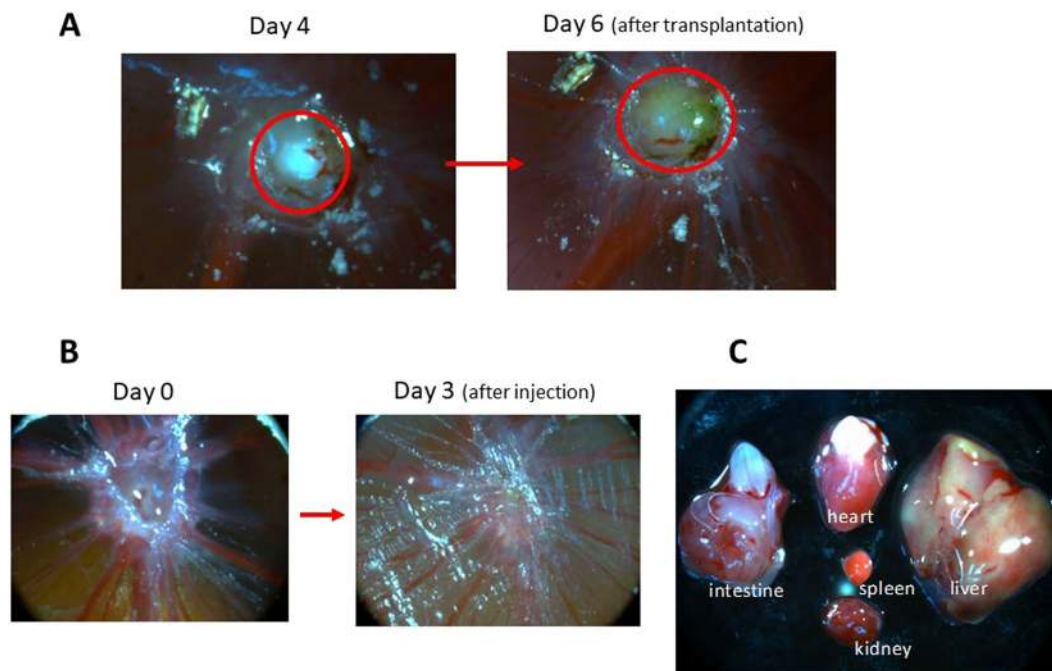 A
Day 4
Day 6 (after transplantation)
B
Day 0
Day 3 (after injection)
C
heart
intestine
spleen
liver
kidney